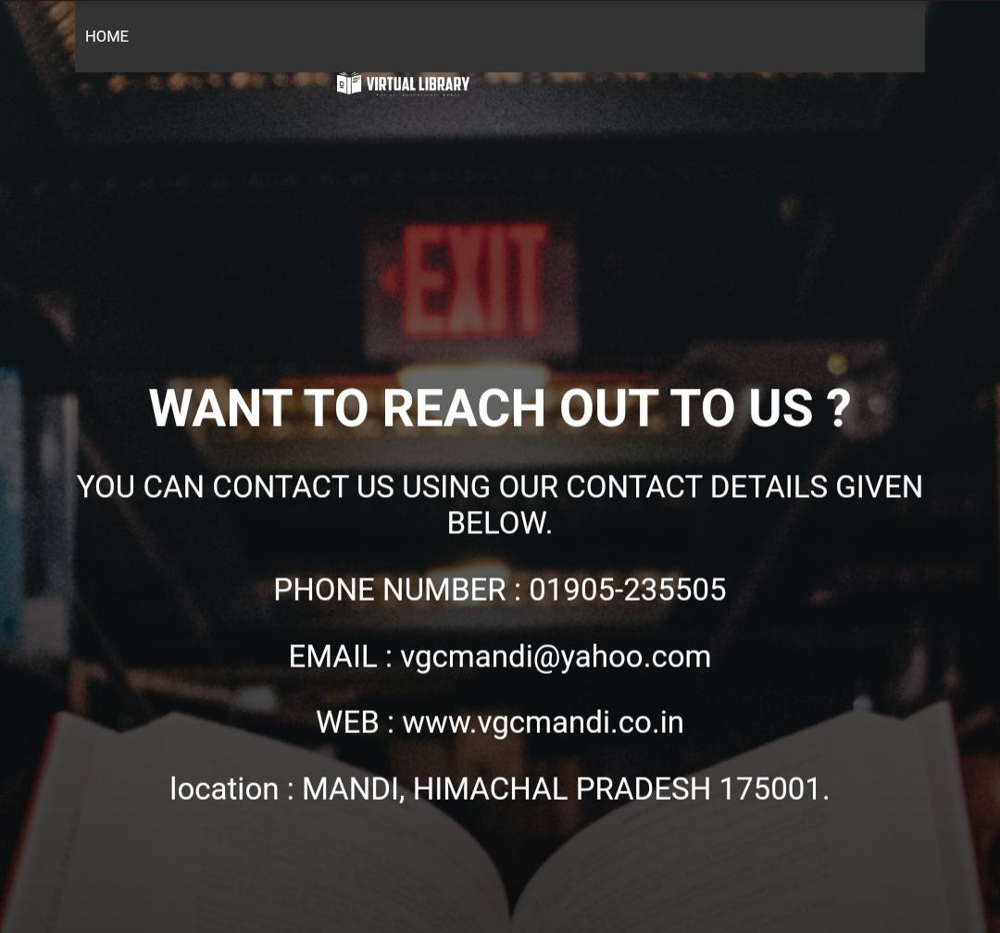 HOME
VIRTUAL LIBRARY
EXIT
WANT TO REACH OUT TO US ?
YOU CAN CONTACT US USING OUR CONTACT DETAILS GIVEN
BELOW.
PHONE NUMBER : 01905-235505
EMAIL : vgcmandi@yahoo.com
WEB : www.vgcmandi.co.in
location : MANDI, HIMACHAL PRADESH 175001.